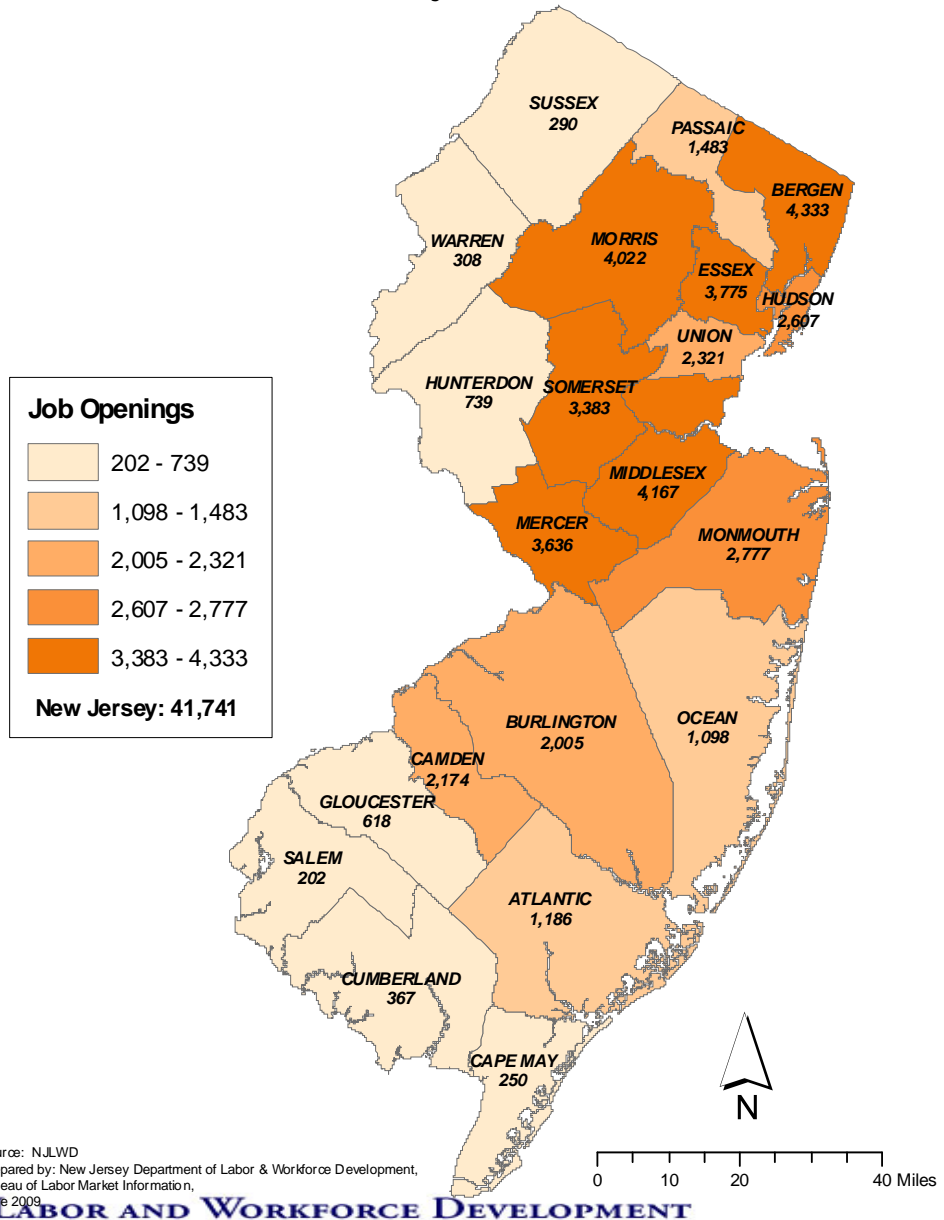 SUSSEX
290
PASSAIC
1,483
BERGEN
4,333
WARREN
308
MORRIS
4,022
ESSEX
3,775
HUDSON
2,607
UNION
2,321
HUNTERDON
739
SOMERSET
3,383
MIDDLESEX
4,167
MERCER
3,636
MONMOUTH
2,777
Job Openings
202 - 739
1,098 - 1,483
2,005 - 2,321
2,607 - 2,777
3,383 - 4,333
New Jersey: 41,741
BURLINGTON
2,005
OCEAN
1,098
CAMDEN
2,174
GLOUCESTER
618
SALEM
202
ATLANTIC
1,186
CUMBERLAND
367
CAPE MAY
250
N
0 10 20 40 Miles
urce: NJLWD
pared by: New Jersey Department of Labor & Workforce Development,
eau of Labor Market Information,
e 2009
LABOR AND WORKFORCE DEVELOPMENT